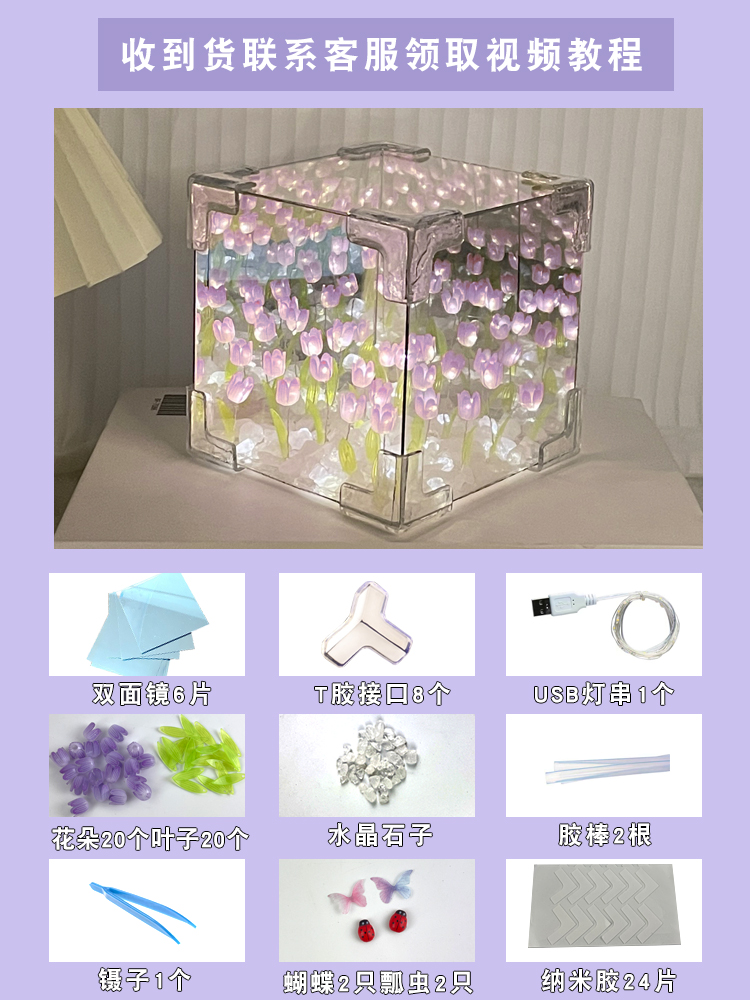 收到货联系客服领取视频教程
双面镜6片
T胶接口8个
USB灯串1个
花朵20个叶子20个
水晶石子
胶棒2根
镊子1个
蝴蝶2只瓢虫2只
纳米胶24片